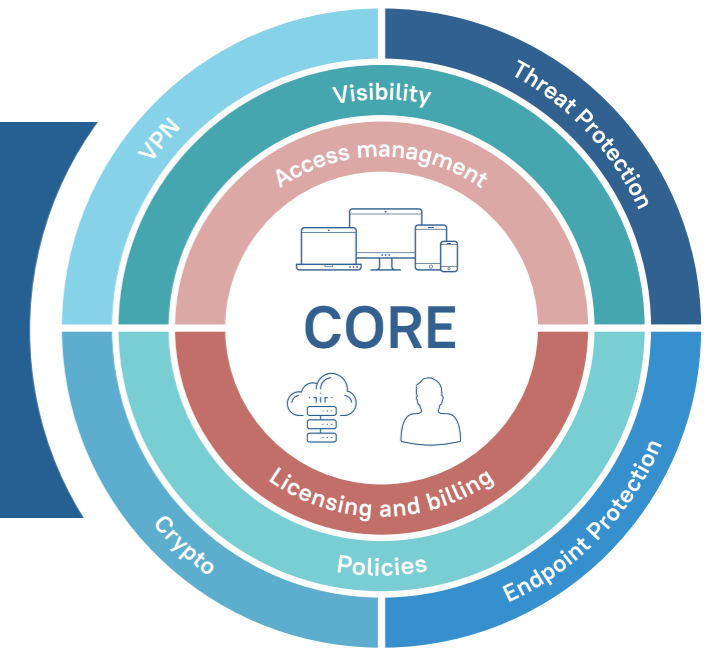 VPN
Threat Protection
Visibility
Access managment
CORE
Licensing and billing
Policies
Crypto
Endpoint Protection